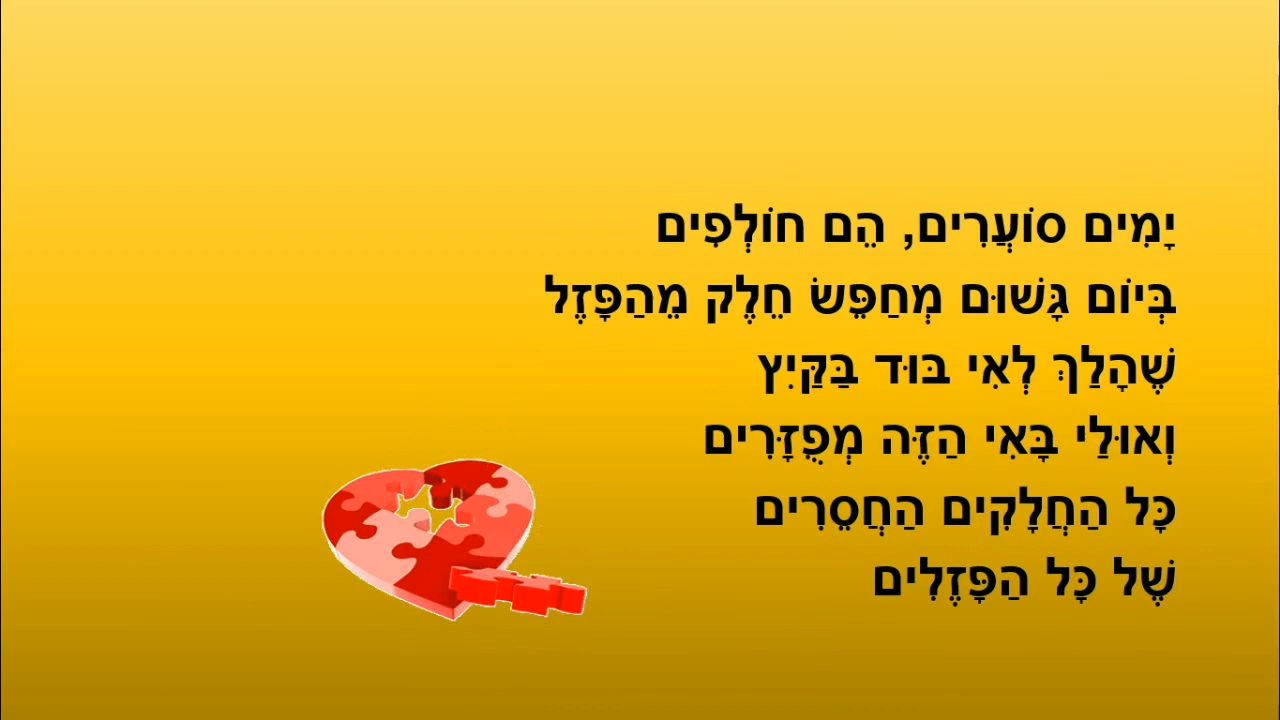 יָמִים סוֹעֲרִים, הֵם חוֹלְפִים
בְּיוֹם גָּשׁוּם מְחַפֵּשׂ חֵלֶק מֵהַפָּזֶל
שֶׁהָלַךְ לְאִי בּוּד בַּקַּיִץ
וְאוּלַי בָּאִי הַזֶּה מְפֻזָּרִים
כָּל הַחֲלָקִים הַחֲסֵרִים
שֶׁל כָּל הַפָּזֶלִים